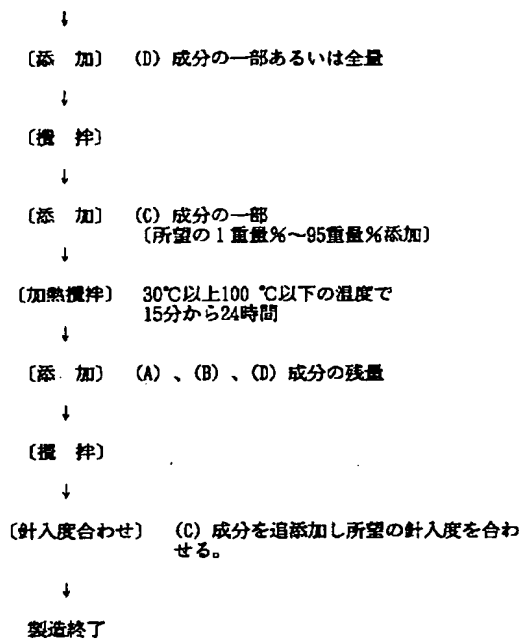 ↓
〔添 加〕 (D) 成分の一部あるいは全量
↓
〔攪 拌〕
↓
〔添 加〕 (C) 成分の一部
〔所望の1重量%～95重量%添加〕
↓
〔加熱攪拌〕 30℃以上100 ℃以下の温度で
15分から24時間
↓
〔添 加〕 (A) 、(B) 、(D) 成分の残量
↓
〔攪 拌〕
↓
〔針入度合わせ〕 (C) 成分を追添加し所望の針入度を合わ
せる。
↓
製造終了